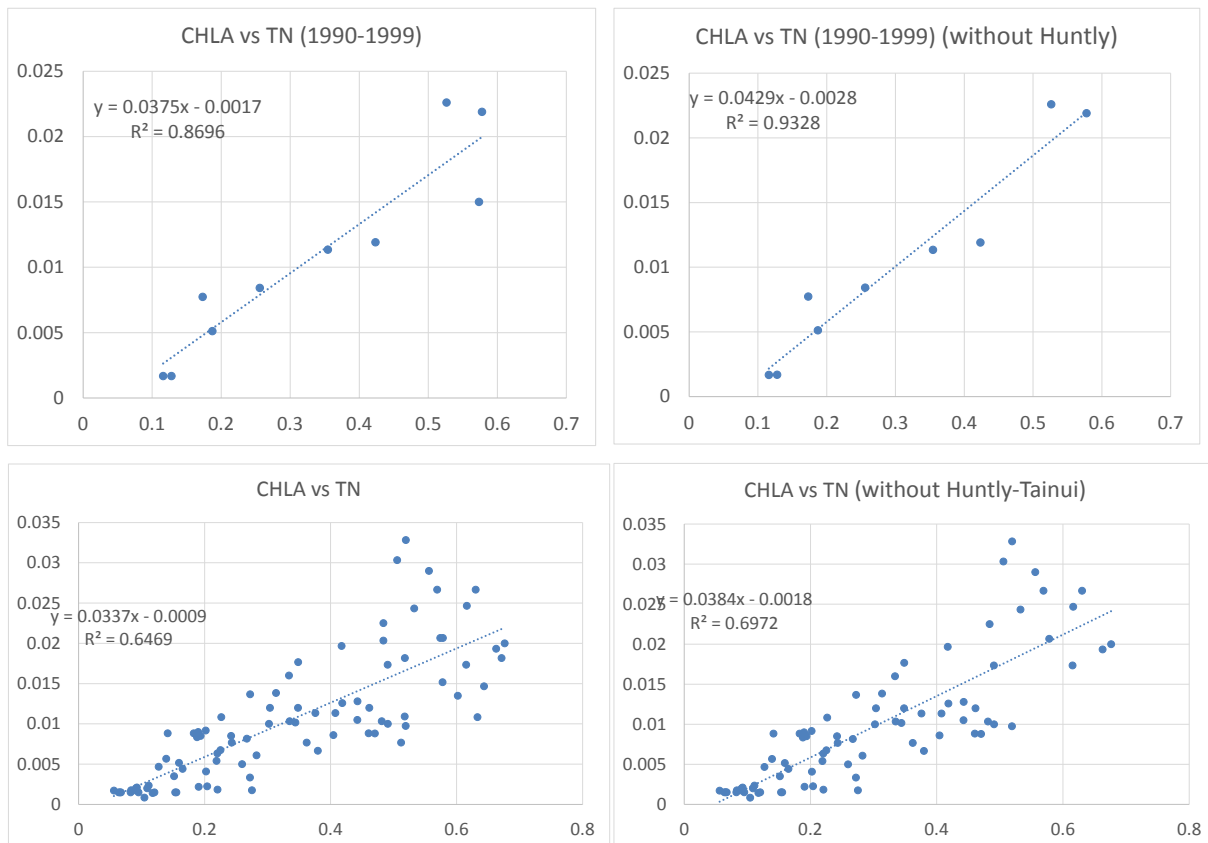 CHLA vs TN (1990-1999)
0.025
y = 0.0375x - 0.0017
R² = 0.8696
0.02
0.015
0.01
0.005
0
0 0.1 0.2 0.3 0.4 0.5 0.6 0.7
CHLA vs TN (1990-1999) (without Huntly)
0.025
y = 0.0429x - 0.0028
R² = 0.9328
0.02
0.015
0.01
0.005
0
0 0.1 0.2 0.3 0.4 0.5 0.6 0.7
CHLA vs TN
0.035
0.03
0.025
y = 0.0337x - 0.0009
R² = 0.6469
0.02
0.015
0.01
0.005
0
0 0.2 0.4 0.6 0.8
CHLA vs TN (without Huntly-Tainui)
0.035
0.03
0.025
y = 0.0384x - 0.0018
R² = 0.6972
0.02
0.015
0.01
0.005
0
0 0.2 0.4 0.6 0.8